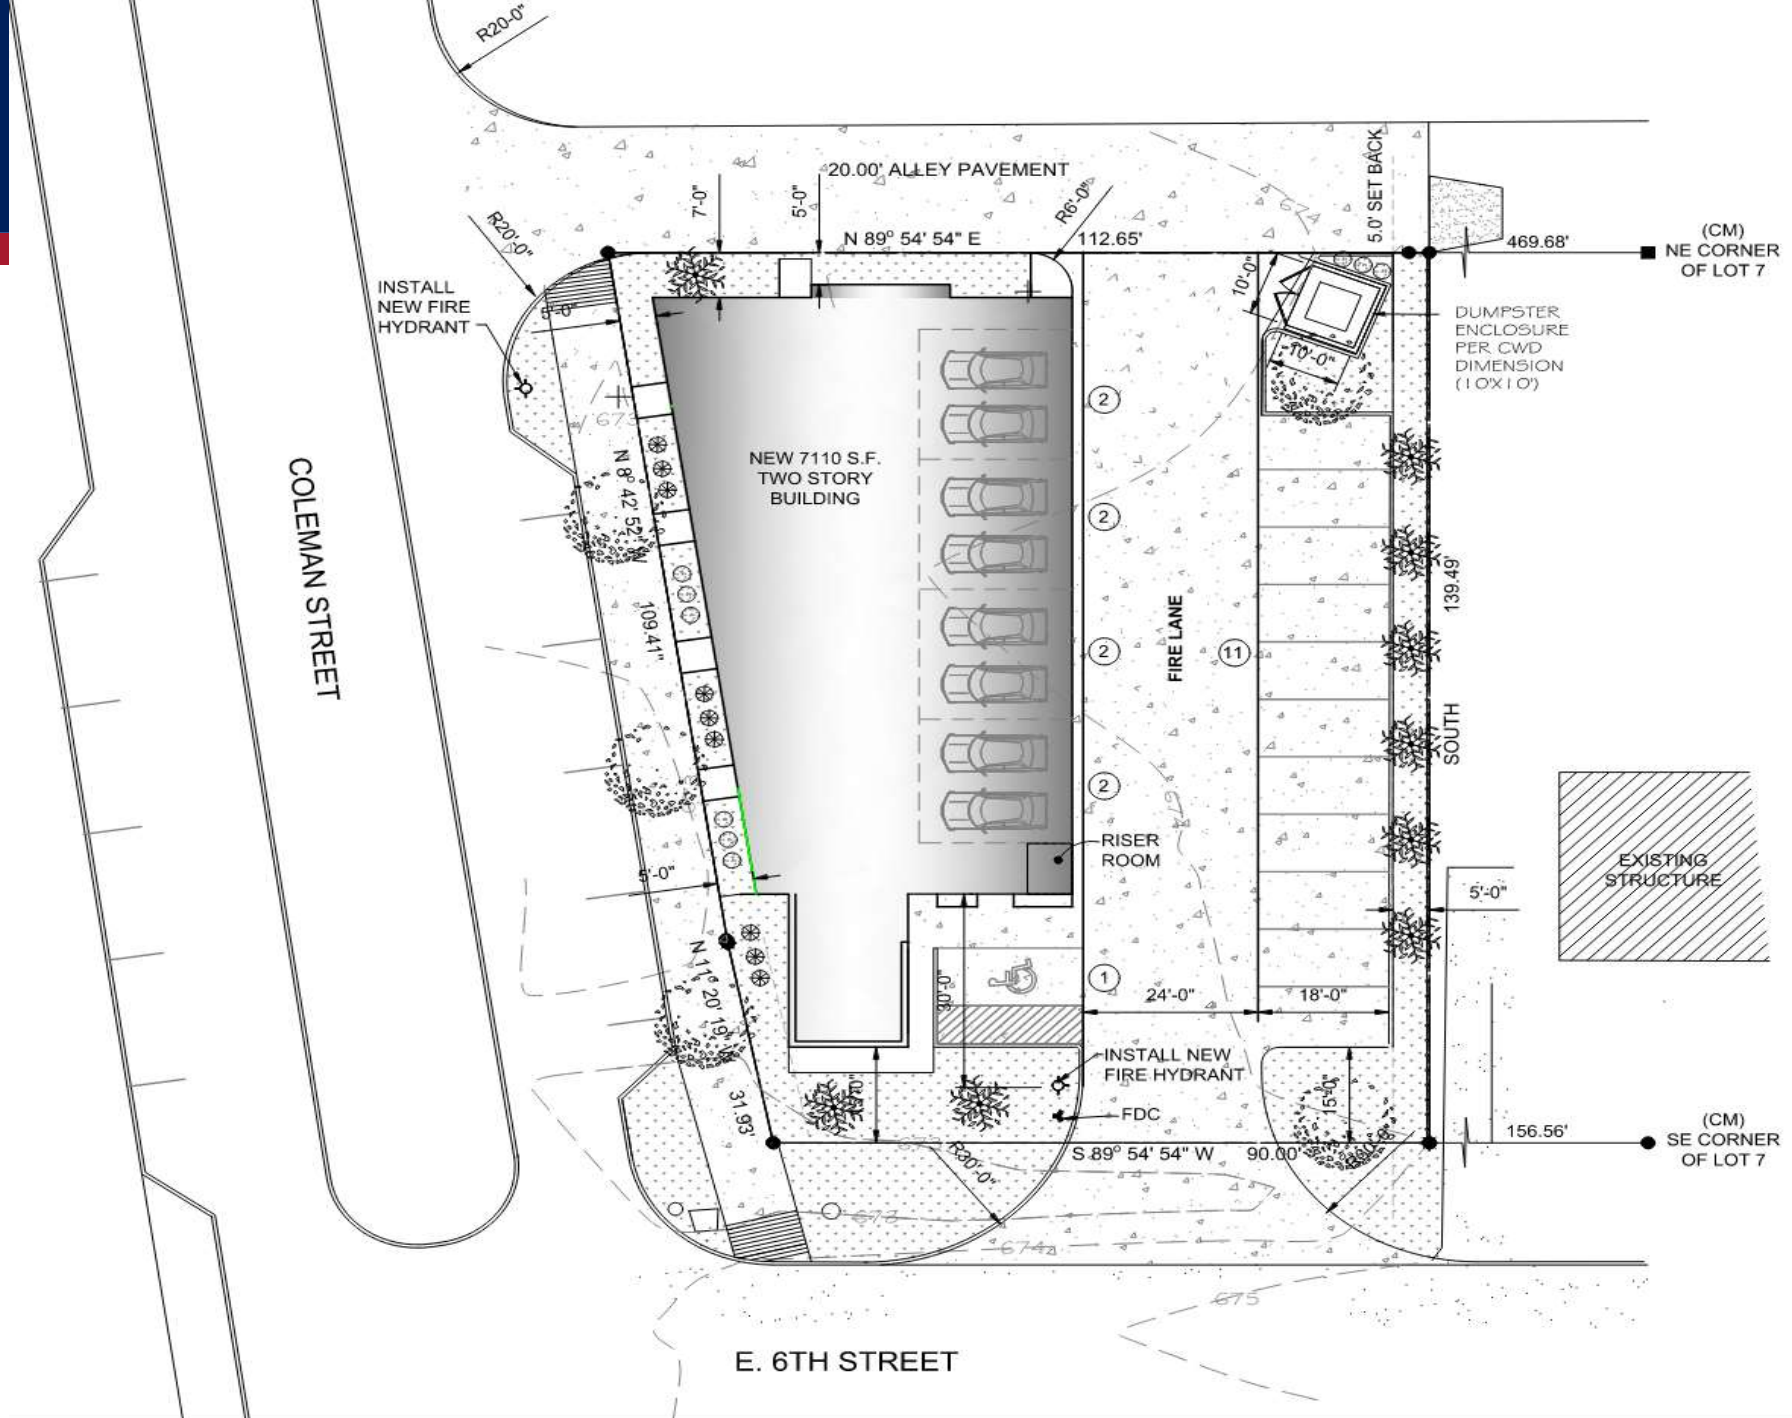 R20'-0"
20.00' ALLEY PAVEMENT
5.0' SET BACK
7'-0"
5'-0"
R6'-0"
674
R20'-0"
N 89° 54' 54" E
112.65'
469.68'
(CM)
NE CORNER
OF LOT 7
INSTALL
NEW FIRE
HYDRANT
5'-0"
10'-0"
10'-0"
DUMPSTER
ENCLOSURE
PER CWD
DIMENSION
(10'X10')
673
2
NEW 7110 S.F.
TWO STORY
BUILDING
N 8° 42' 52" W
109.41"
COLEMAN STREET
2
2
2
FIRE LANE
11
139.49'
SOUTH
674
RISER
ROOM
EXISTING
STRUCTURE
5'-0"
5'-0"
N 11° 20' 19"
31.93'
30'-0"
1
24'-0"
18'-0"
INSTALL NEW
FIRE HYDRANT
FDC
15'-0"
S 89° 54' 54" W
90.00'
156.56'
(CM)
SE CORNER
OF LOT 7
R30'-0"
673
674
675
E. 6TH STREET